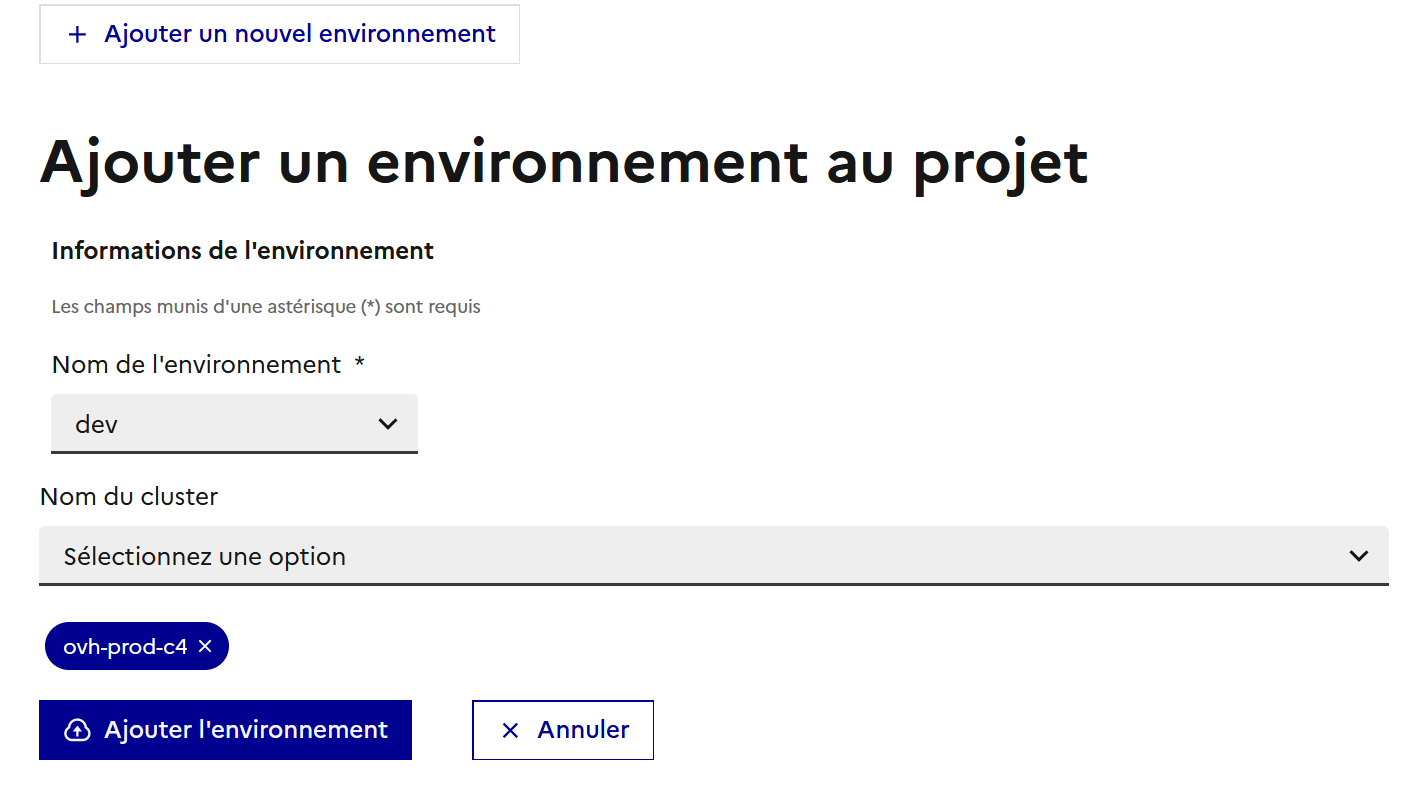 Ajouter un nouvel environnement
Ajouter un environnement au projet
Informations de l'environnement
Les champs munis d'une astérisque (*) sont requis
Nom de l'environnement *
dev
Nom du cluster
Sélectionnez une option
ovh-prod-c4
Ajouter l'environnement
Annuler